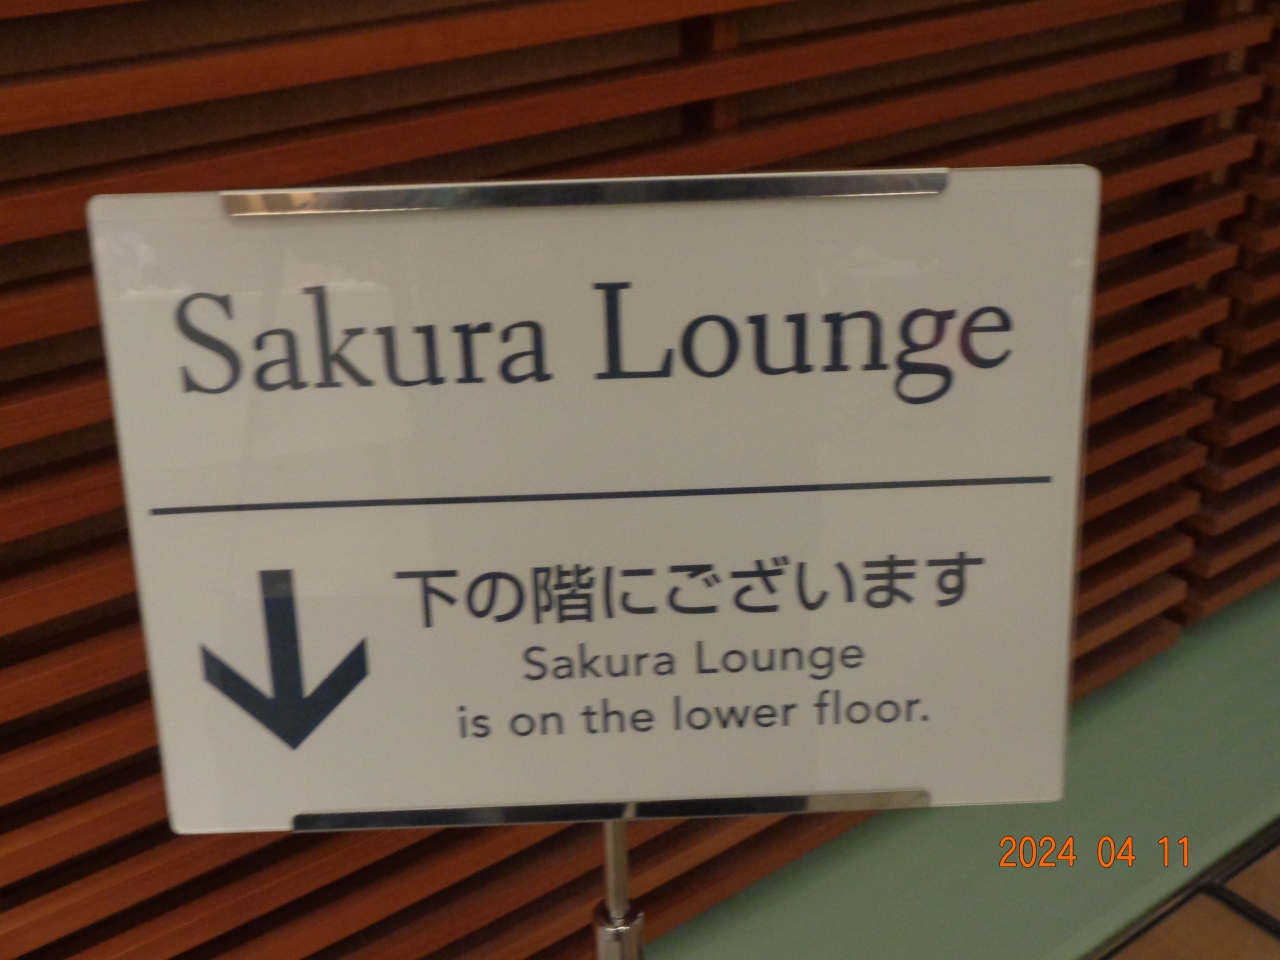 Sakura Lounge
下の階にございます
Sakura Lounge
is on the lower floor.
2024 04 11